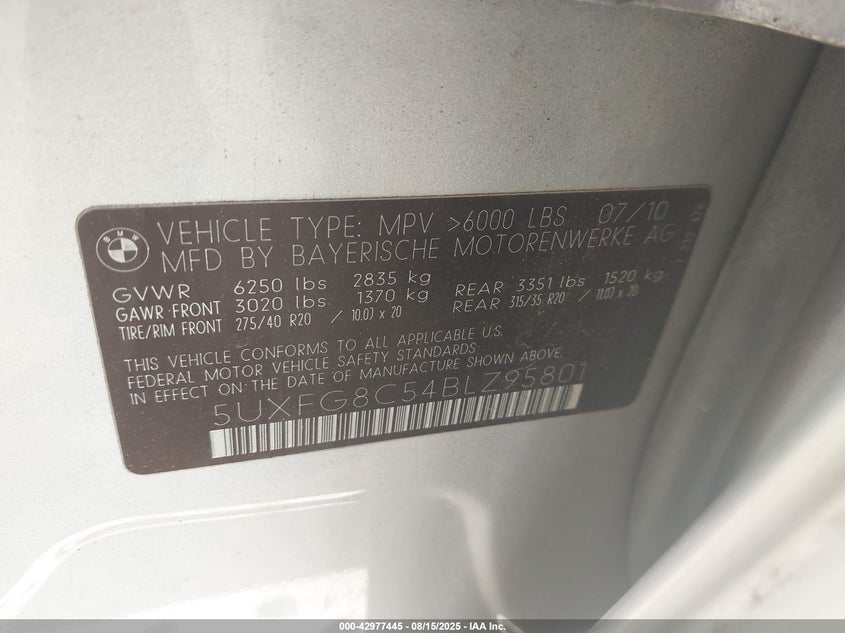 BMW
VEHICLE TYPE: MPV >6000 LBS 07/10
MFD BY BAYERISCHE MOTORENWERKE AG
GVWR 6250 lbs 2835 kg
GAWR FRONT 3020 lbs 1370 kg REAR 3351 lbs 1520 kg
TIRE/RIM FRONT 275/40 R20 / 10.0J x 20 REAR 315/35 R20 / 11.0J x 20
THIS VEHICLE CONFORMS TO ALL APPLICABLE U.S.
FEDERAL MOTOR VEHICLE SAFETY STANDARDS
IN EFFECT ON THE DATE OF MANUFACTURE SHOWN ABOVE.
5UXFG8C54BLZ95801
000-42977445 - 08/15/2025 - IAA Inc.